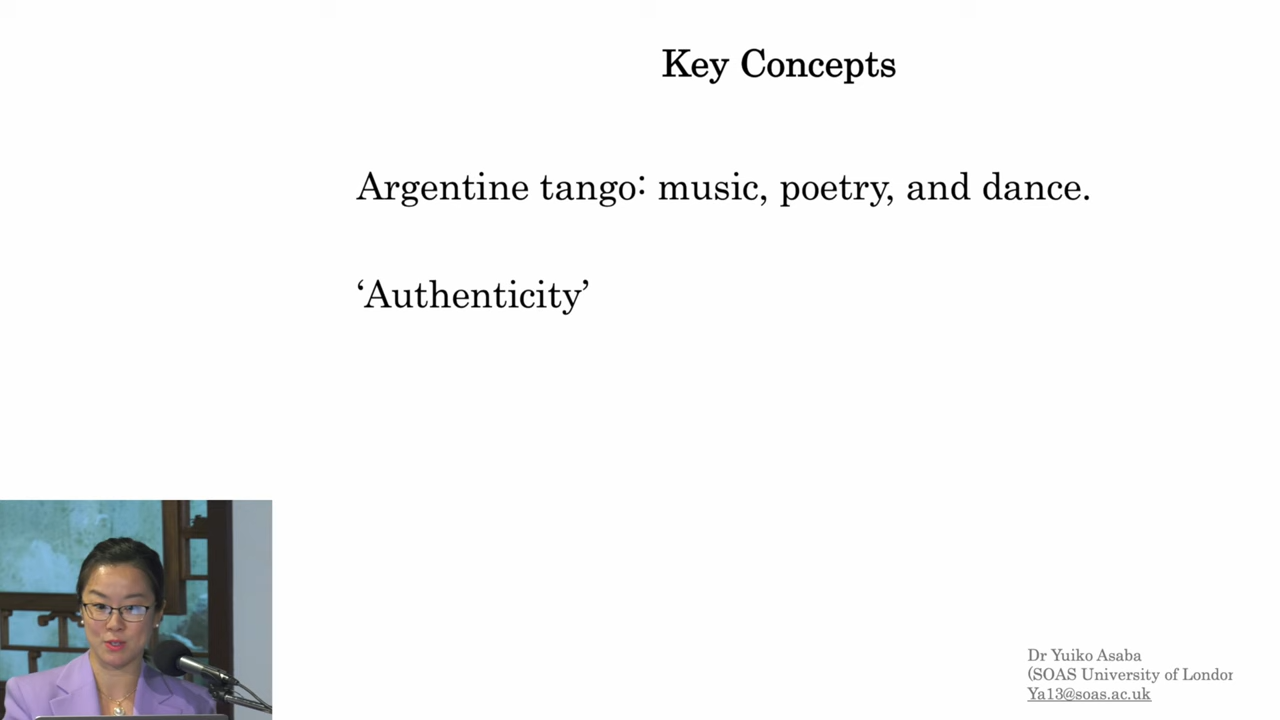 Key Concepts
Argentine tango: music, poetry, and dance.
‘Authenticity’
Dr Yuiko Asaba
(SOAS University of Londor
Ya13@soas.ac.uk